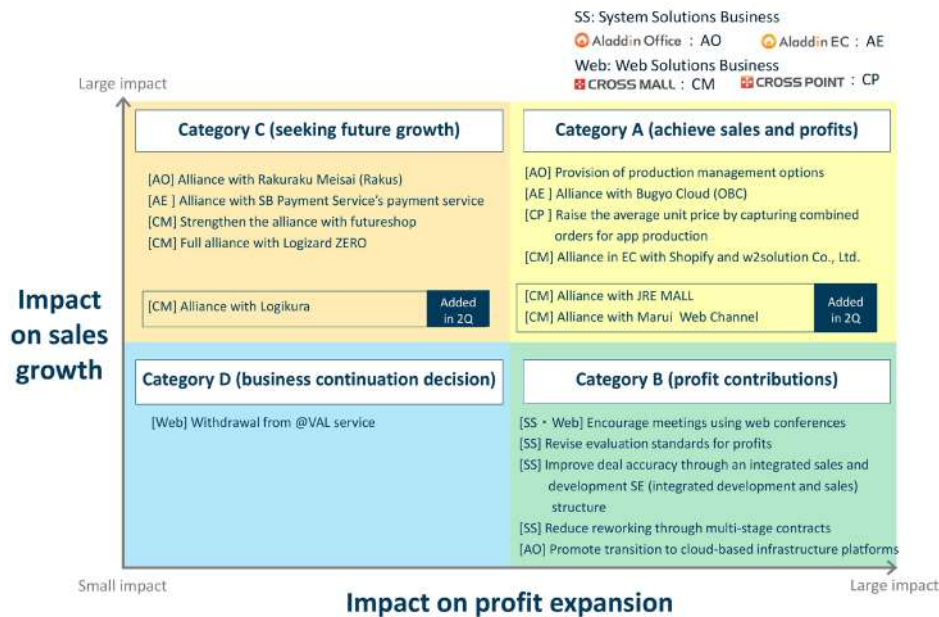 SS: System Solutions Business
Aladdin Office : AO
Aladdin EC : AE
Web: Web Solutions Business
CROSS MALL : CM
CROSS POINT : CP
Large impact
Category C (seeking future growth)
[AO] Alliance with Rakuraku Meisai (Rakus)
[AE ] Alliance with SB Payment Service's payment service
[CM] Strengthen the alliance with futureshop
[CM] Full alliance with Logizard ZERO
[CM] Alliance with Logikura
Added
in 2Q
Category A (achieve sales and profits)
[AO] Provision of production management options
[AE] Alliance with Bugyo Cloud (OBC)
[CP ] Raise the average unit price by capturing combined
orders for app production
[CM] Alliance in EC with Shopify and w2solution Co., Ltd.
[CM] Alliance with JRE MALL
[CM] Alliance with Marui Web Channel
Added
in 2Q
Impact
on sales
growth
Category D (business continuation decision)
[Web] Withdrawal from @VAL service
Category B (profit contributions)
[SS・Web] Encourage meetings using web conferences
[SS] Revise evaluation standards for profits
[SS] Improve deal accuracy through an integrated sales and
development SE (integrated development and sales)
structure
[SS] Reduce reworking through multi-stage contracts
[AO] Promote transition to cloud-based infrastructure platforms
Small impact
Impact on profit expansion
Large impact